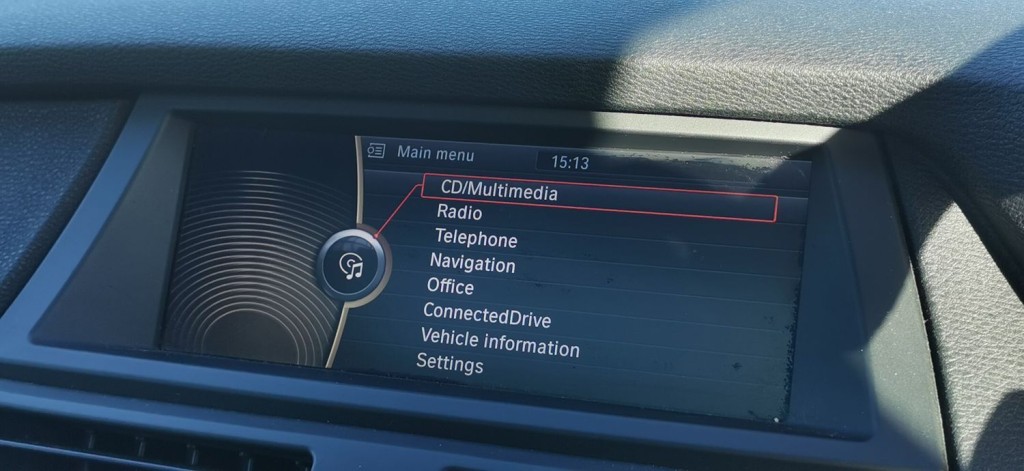 Main menu 15:13
CD/Multimedia
Radio
Telephone
Navigation
Office
ConnectedDrive
Vehicle information
Settings